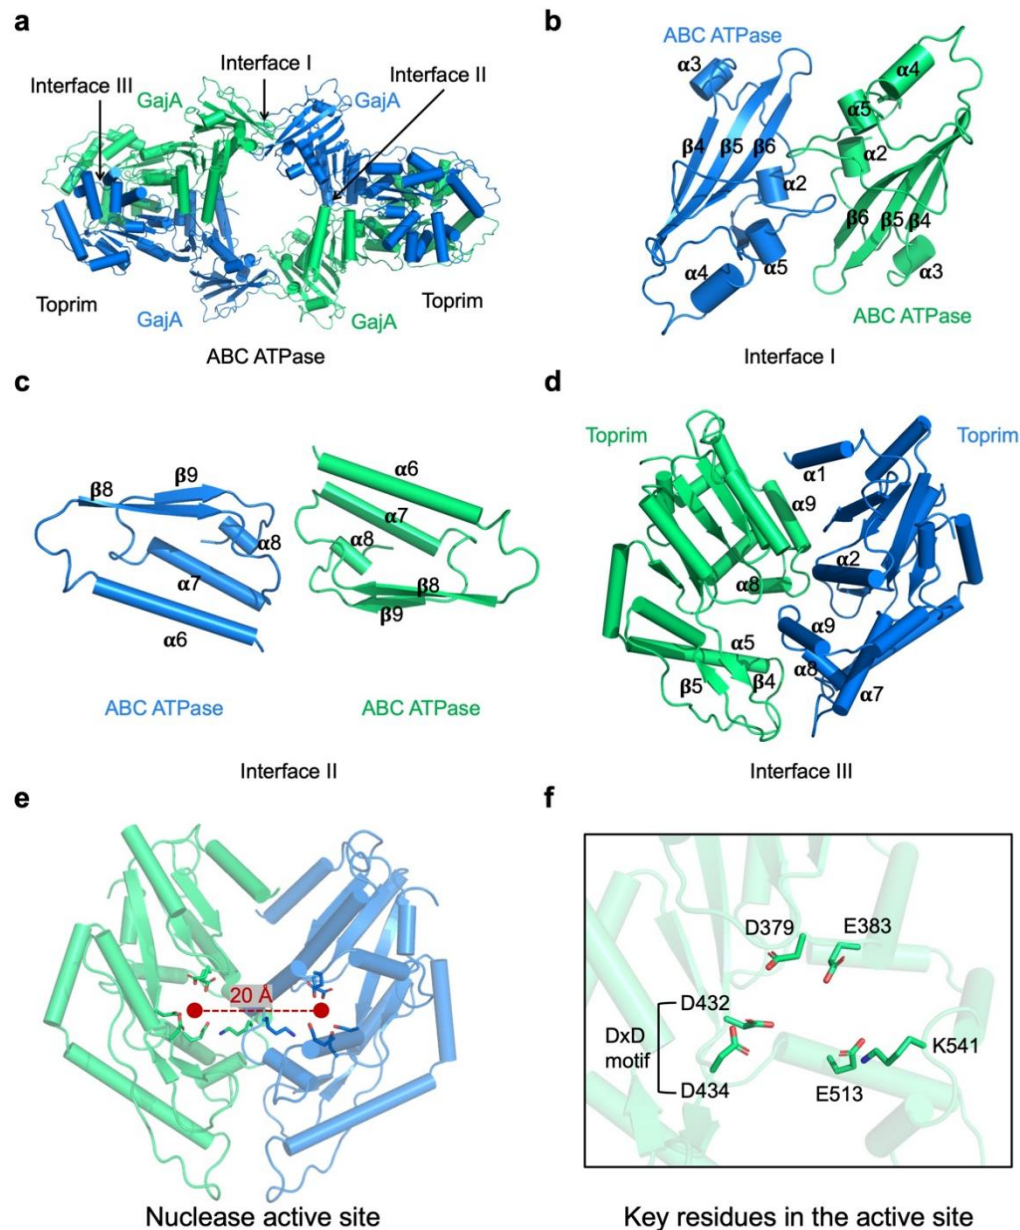 a
Interface I
Interface II
Interface III
GajA
GajA
Toprim
Toprim
GajA
GajA
ABC ATPase
b
ABC ATPase
α3
α4
α5
β4
β5
β6
α2
α2
β6
β5
β4
α4
α5
α3
ABC ATPase
Interface I
c
β9
β8
α8
α7
α6
α6
α7
α8
β8
β9
ABC ATPase
ABC ATPase
Interface II
d
Toprim
Toprim
α1
α9
α2
α8
α9
α5
α8
β5
β4
α7
Interface III
e
20 Å
Nuclease active site
f
D379
E383
D432
DxD
motif
K541
D434
E513
Key residues in the active site